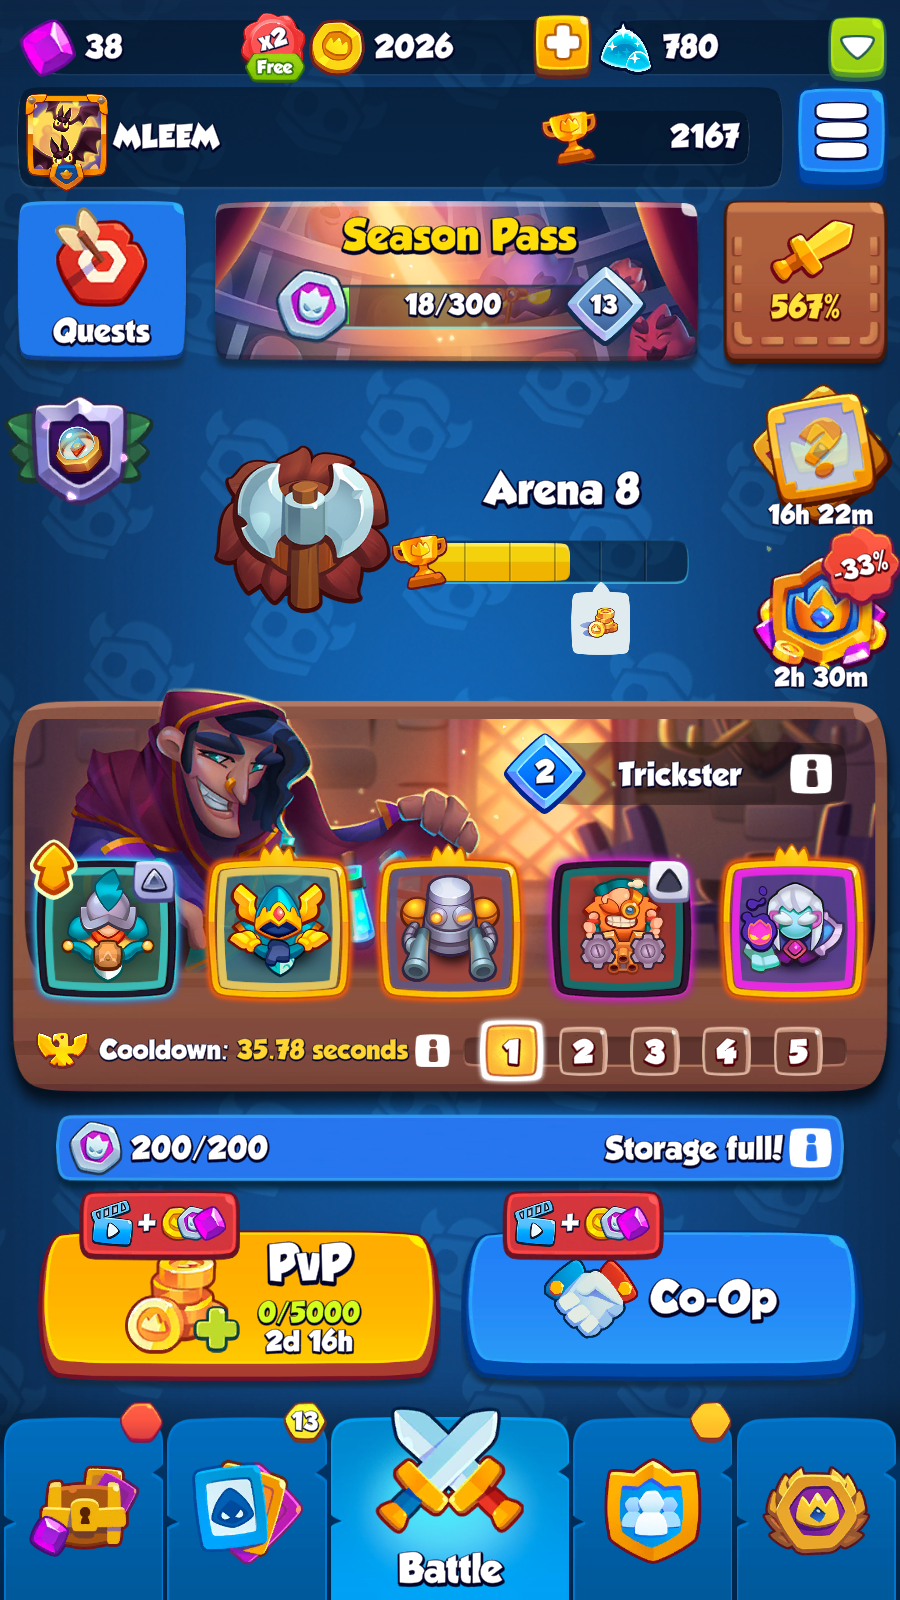 38
x2
Free
2026
780
MLEEM
2167
Quests
Season Pass
18/300
13
567%
Arena 8
16h 22m
-33%
2h 30m
2
Trickster
Cooldown: 35.78 seconds
1
2
3
4
5
200/200
Storage full!
PvP
0/5000
2d 16h
Co-Op
13
Battle